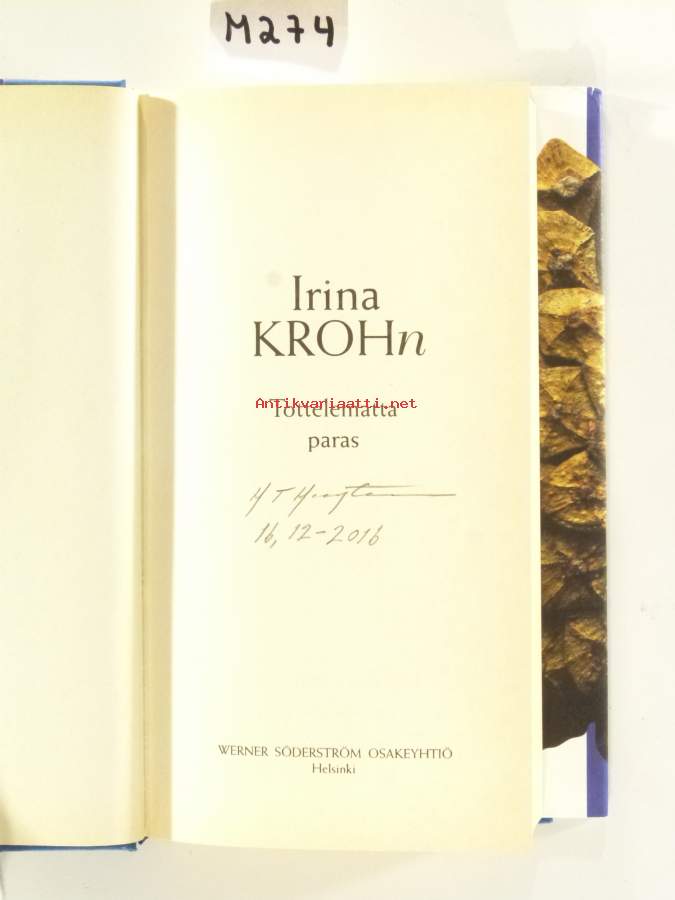 M274
Irina
KROHn
Antikvariaatti.net
Tottelematta
paras
H T
16, 12-2016
WERNER SÖDERSTRÖM OSAKEYHTIÖ
Helsinki